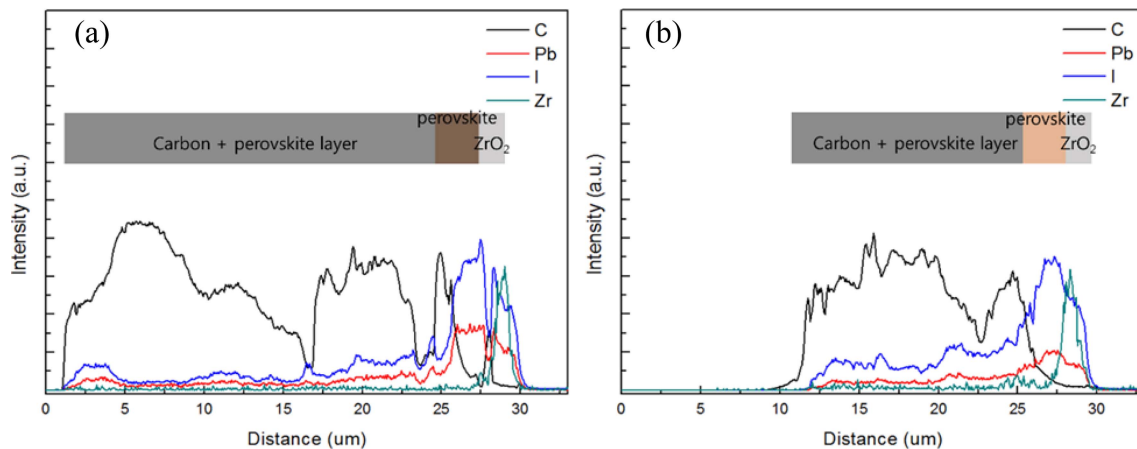 (a)
C
Pb
I
Zr
perovskite
Carbon + perovskite layer
ZrO₂
Intensity (a.u.)
0 5 10 15 20 25 30
Distance (um)
(b)
C
Pb
I
Zr
perovskite
Carbon + perovskite layer
ZrO₂
Intensity (a.u.)
0 5 10 15 20 25 30
Distance (um)